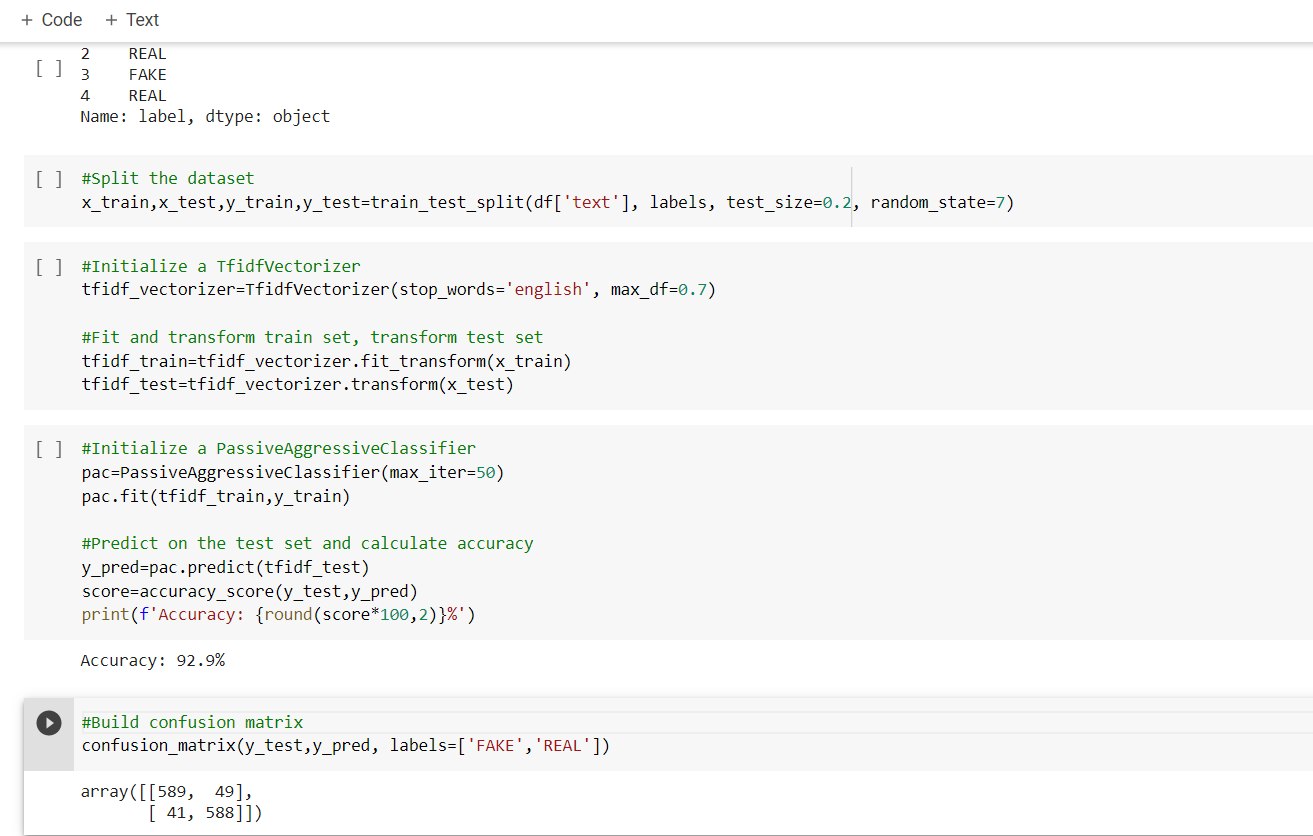 + Code + Text
2 REAL
[ ] 3 FAKE
4 REAL
Name: label, dtype: object
[ ] #Split the dataset
x_train,x_test,y_train,y_test=train_test_split(df['text'], labels, test_size=0.2, random_state=7)
[ ] #Initialize a TfidfVectorizer
tfidf_vectorizer=TfidfVectorizer(stop_words='english', max_df=0.7)
#Fit and transform train set, transform test set
tfidf_train=tfidf_vectorizer.fit_transform(x_train)
tfidf_test=tfidf_vectorizer.transform(x_test)
[ ] #Initialize a PassiveAggressiveClassifier
pac=PassiveAggressiveClassifier(max_iter=50)
pac.fit(tfidf_train,y_train)
#Predict on the test set and calculate accuracy
y_pred=pac.predict(tfidf_test)
score=accuracy_score(y_test,y_pred)
print(f'Accuracy: {round(score*100,2)}%')
Accuracy: 92.9%
#Build confusion matrix
confusion_matrix(y_test,y_pred, labels=['FAKE','REAL'])
array([[589,  49],
       [ 41, 588]])